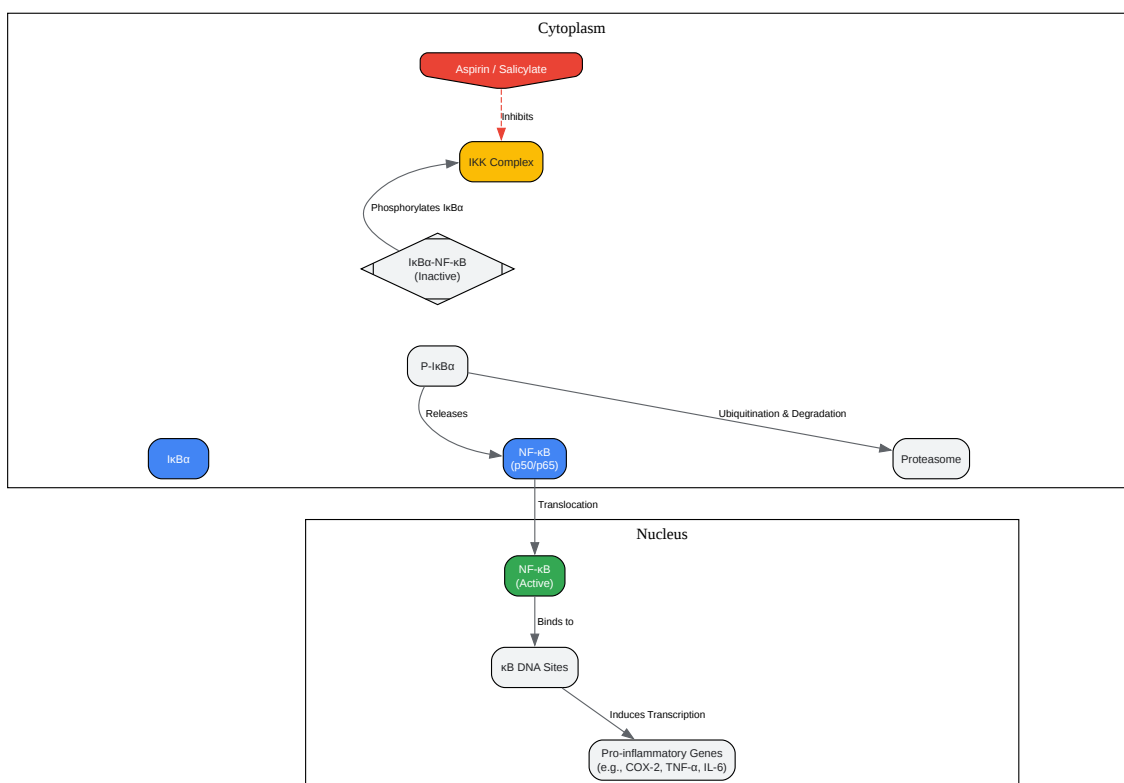 Cytoplasm
Aspirin / Salicylate
Inhibits
IKK Complex
Phosphorylates IκBα
IκBα-NF-κB
(Inactive)
P-IκBα
Releases
Ubiquitination & Degradation
IκBα
NF-κB
(p50/p65)
Proteasome
Translocation
Nucleus
NF-κB
(Active)
Binds to
κB DNA Sites
Induces Transcription
Pro-inflammatory Genes
(e.g., COX-2, TNF-α, IL-6)